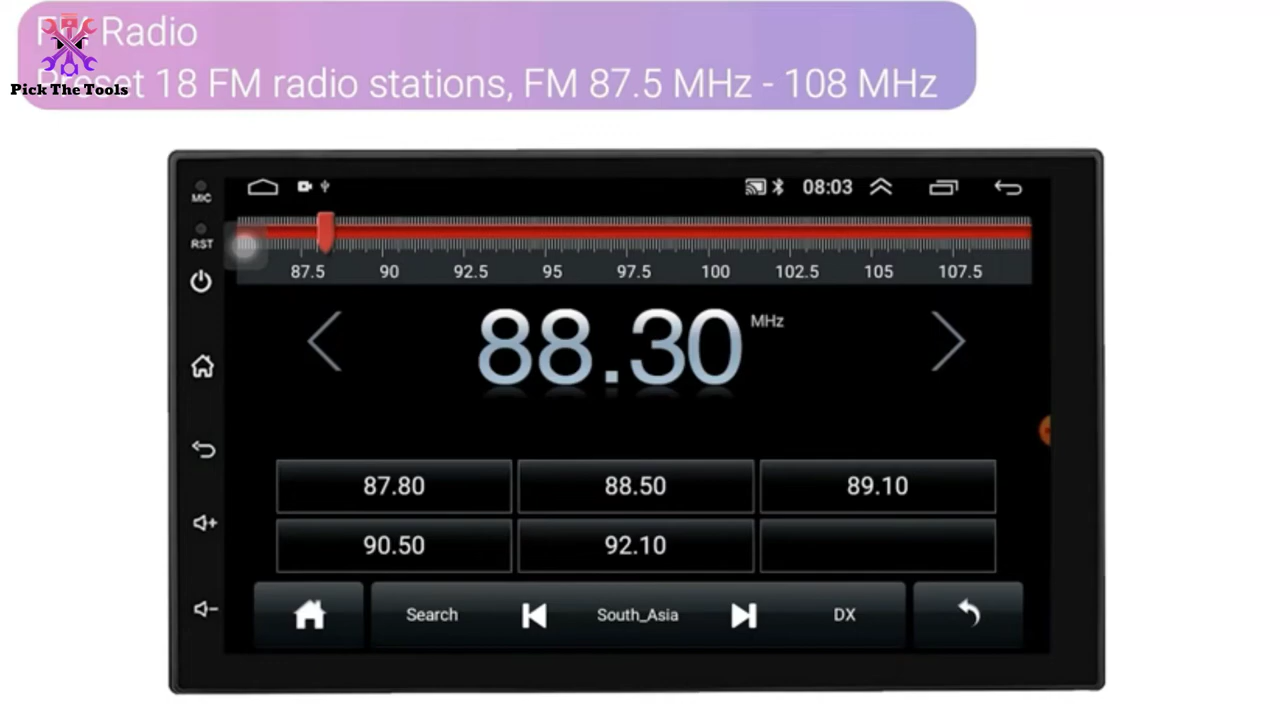 FM Radio
Preset 18 FM radio stations, FM 87.5 MHz - 108 MHz
Pick The Tools
MIC
08:03
RST
87.5 90 92.5 95 97.5 100 102.5 105 107.5
88.30 MHz
87.80 88.50 89.10
90.50 92.10
Search South_Asia DX